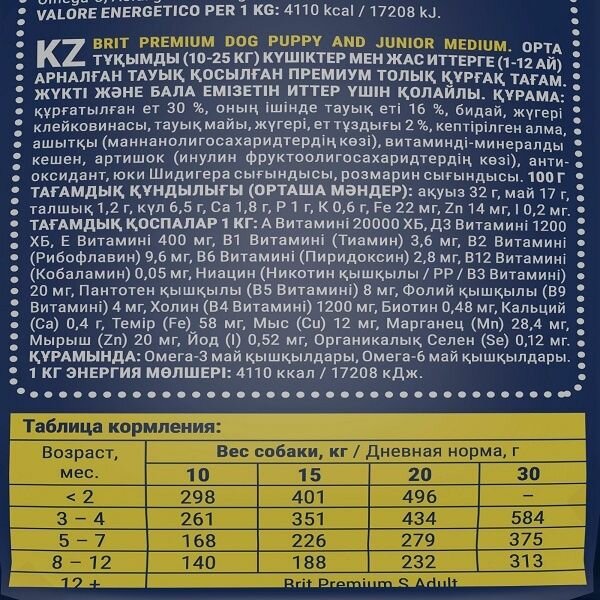 VALORE ENERGETICO PER 1 KG: 4110 kcal / 17208 kJ.
KZ BRIT PREMIUM DOG PUPPY AND JUNIOR MEDIUM. ОРТА
ТҰҚЫМДЫ (10-25 КГ) КҮШІКТЕР МЕН ЖАС ИТТЕРГЕ (1-12 АЙ)
АРНАЛҒАН ТАУЫҚ ҚОСЫЛҒАН ПРЕМИУМ ТОЛЫҚ ҚҰРҒАҚ ТАҒАМ.
ЖҮКТІ ЖӘНЕ БАЛА ЕМІЗЕТІН ИТТЕР ҮШІН ҚОЛАЙЛЫ. ҚҰРАМА:
құрғатылған ет 30 %, оның ішінде тауық еті 16 %, бидай, жүгері
клейковинасы, тауық майы, жүгері, ет тұздығы 2 %, кептірілген алма,
ашытқы (маннанолигосахаридтердің көзі), витаминді-минералды
кешен, артишок (инулин фруктоолигосахаридтердің көзі), анти-
оксидант, юки Шидигера сығындысы, розмарин сығындысы. 100 Г
ТАҒАМДЫҚ ҚҰНДЫЛЫҒЫ (ОРТАША МӘНДЕР): ақуыз 32 г, май 17 г,
талшық 1,2 г, күл 6,5 г, Ca 1,8 г, P 1 г, К 0,6 г, Fe 22 мг, Zn 14 мг, I 0,2 мг.
ТАҒАМДЫҚ ҚОСПАЛАР 1 КГ: А Витамині 20000 ХБ, Д3 Витамині 1200
ХБ, Е Витамині 400 мг, В1 Витамині (Тиамин) 3,6 мг, В2 Витамині
(Рибофлавин) 9,6 мг, В6 Витамині (Пиридоксин) 2,8 мг, В12 Витамині
(Кобаламин) 0,05 мг, Ниацин (Никотин қышқылы / РР / В3 Витамині)
20 мг, Пантотен қышқылы (В5 Витамині) 8 мг, Фолий қышқылы (В9
Витамині) 4 мг, Холин (В4 Витамині) 1200 мг, Биотин 0,48 мг, Кальций
(Ca) 0,4 г, Темір (Fe) 58 мг, Мыс (Cu) 12 мг, Марганец (Mn) 28,4 мг,
Мырыш (Zn) 20 мг, Йод (I) 0,52 мг, Органикалық Селен (Se) 0,12 мг.
ҚҰРАМЫНДА: Омега-3 май қышқылдары, Омега-6 май қышқылдары.
1 КГ ЭНЕРГИЯ МӨЛШЕРІ: 4110 ккал / 17208 кДж.
Таблица кормления:
Возраст, мес. Вес собаки, кг / Дневная норма, г
10 15 20 30
< 2 298 401 496 –
3 – 4 261 351 434 584
5 – 7 168 226 279 375
8 – 12 140 188 232 313
12 + Brit Premium S Adult